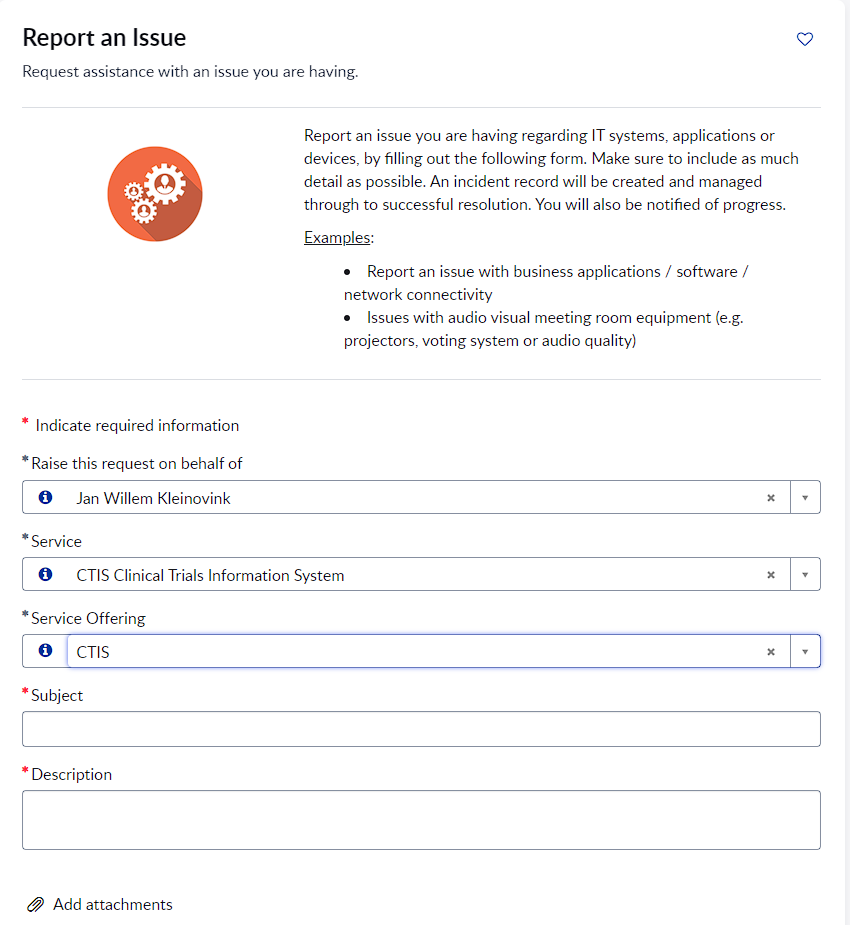 Report an Issue
Request assistance with an issue you are having.
Report an issue you are having regarding IT systems, applications or
devices, by filling out the following form. Make sure to include as much
detail as possible. An incident record will be created and managed
through to successful resolution. You will also be notified of progress.
Examples:
• Report an issue with business applications / software /
network connectivity
• Issues with audio visual meeting room equipment (e.g.
projectors, voting system or audio quality)
* Indicate required information
* Raise this request on behalf of
Jan Willem Kleinovink
* Service
CTIS Clinical Trials Information System
* Service Offering
CTIS
* Subject
* Description
Add attachments